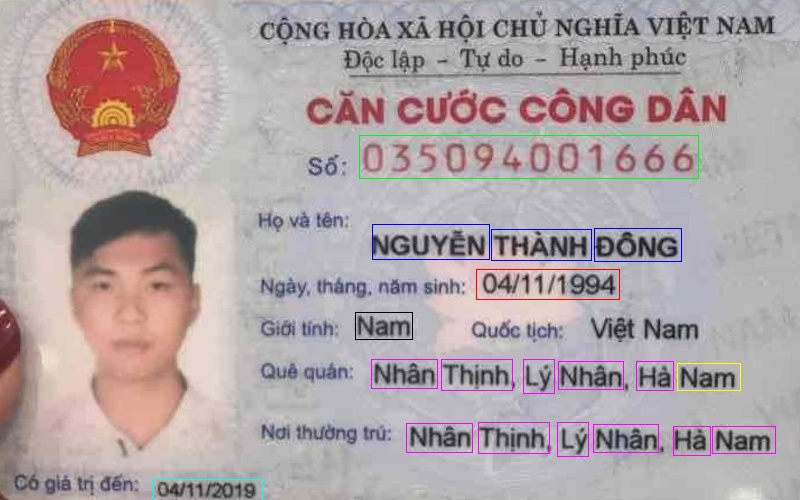 CỘNG HÒA XÃ HỘI CHỦ NGHĨA VIỆT NAM
Độc lập - Tự do - Hạnh phúc
CĂN CƯỚC CÔNG DÂN
Số: 035094001666
Họ và tên:
NGUYỄN THÀNH ĐÔNG
Ngày, tháng, năm sinh: 04/11/1994
Giới tính: Nam Quốc tịch: Việt Nam
Quê quán: Nhân Thịnh, Lý Nhân, Hà Nam
Nơi thường trú: Nhân Thịnh, Lý Nhân, Hà Nam
Có giá trị đến: 04/11/2019